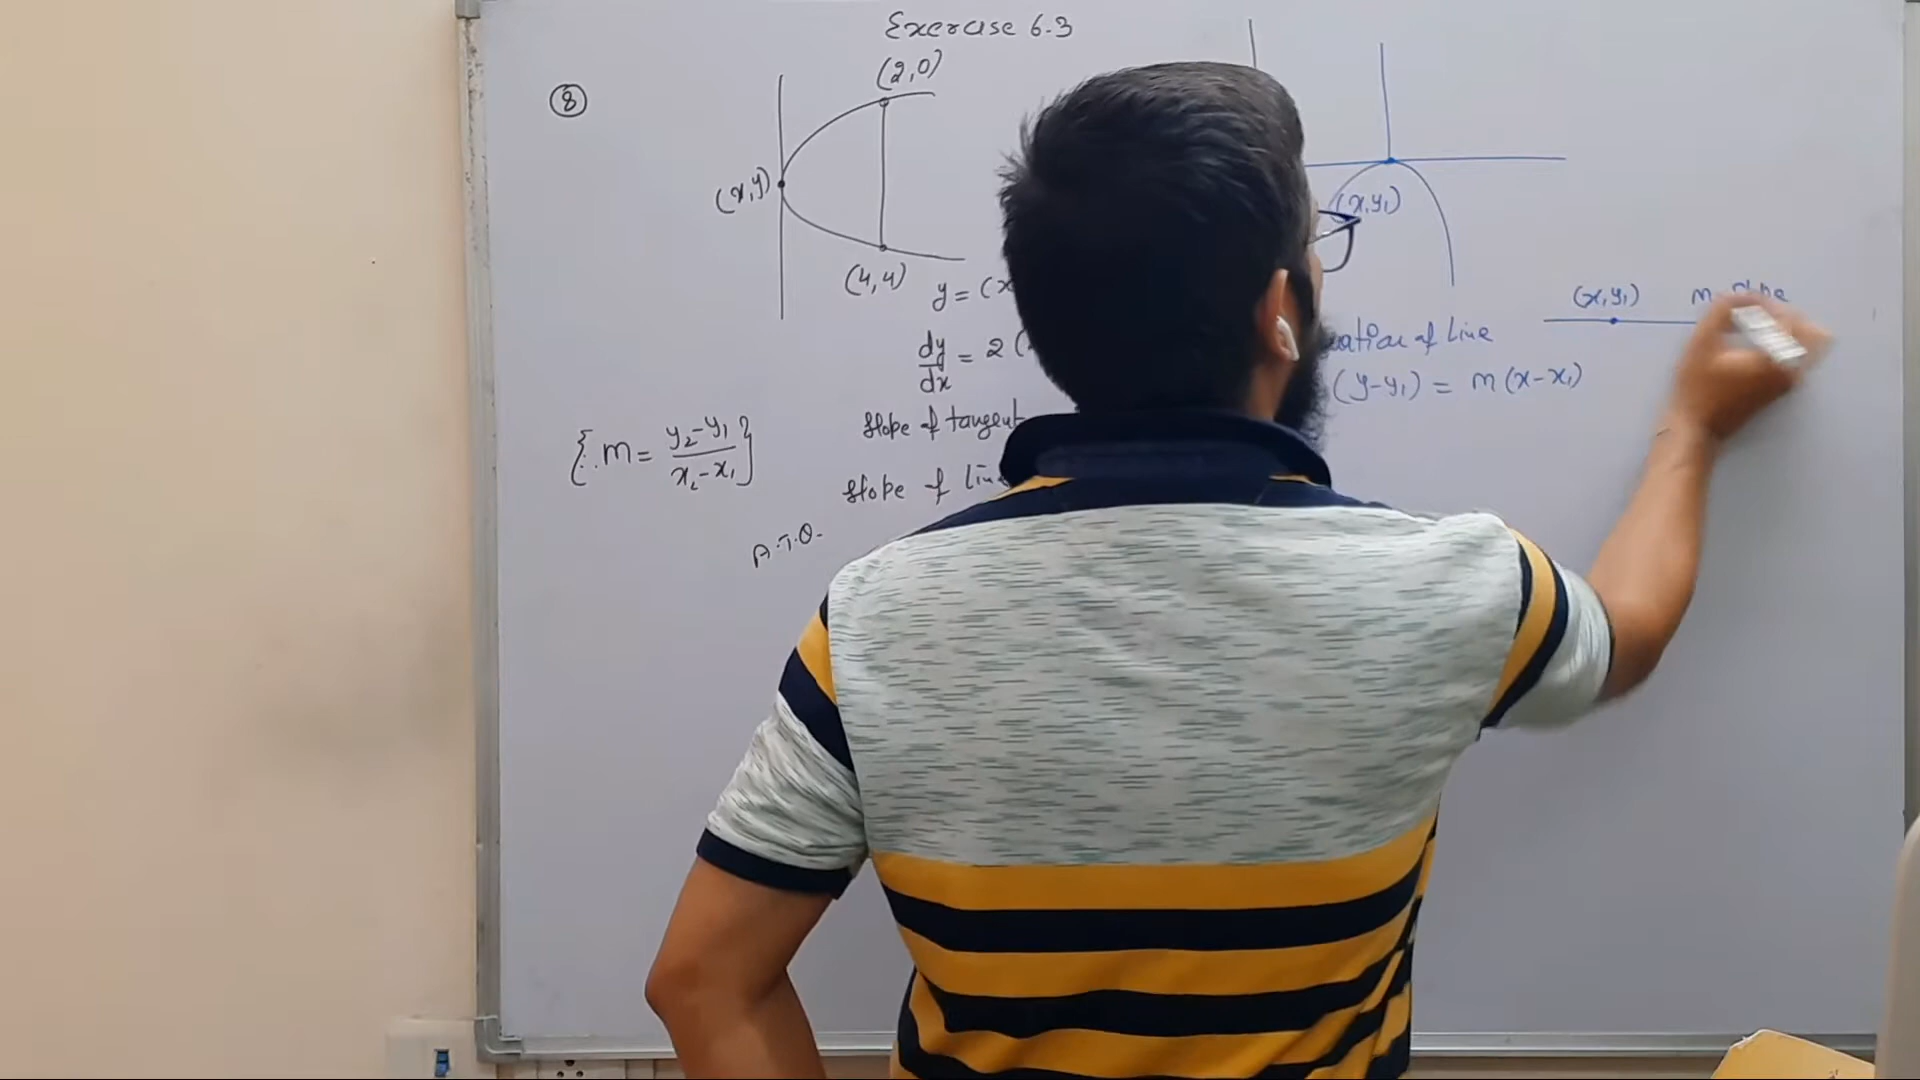 Exercise 6.3
8
(2,0)
(x,y)
(4,4)
y = (x
dy/dx = 2 (
Slope of tangent
{∴ m = y₂-y₁/x₂-x₁}
Slope of line
A.T.Q.
(x,y₁)
(x,y₁)
of Line
(y-y₁) = m(x-x₁)